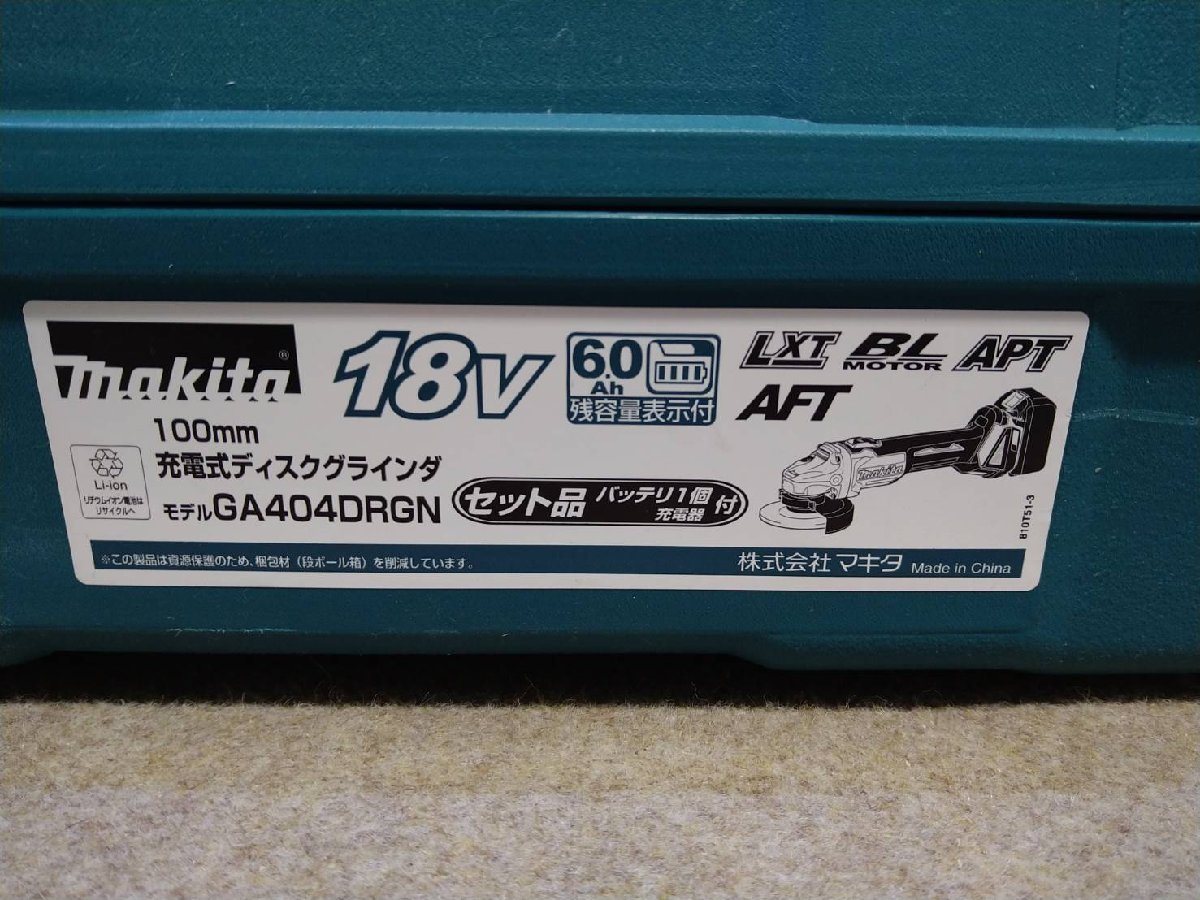 makita®
18V
6.0
Ah
残容量表示付
LXT BL MOTOR APT
AFT
100mm
充電式ディスクグラインダ
モデルGA404DRGN
Li-ion
リチウムイオン電池は
リサイクルへ
セット品 バッテリ1個
充電器 付
makita
810T51-3
※この製品は資源保護のため、梱包材（段ボール箱）を削減しています。
株式会社マキタ Made in China